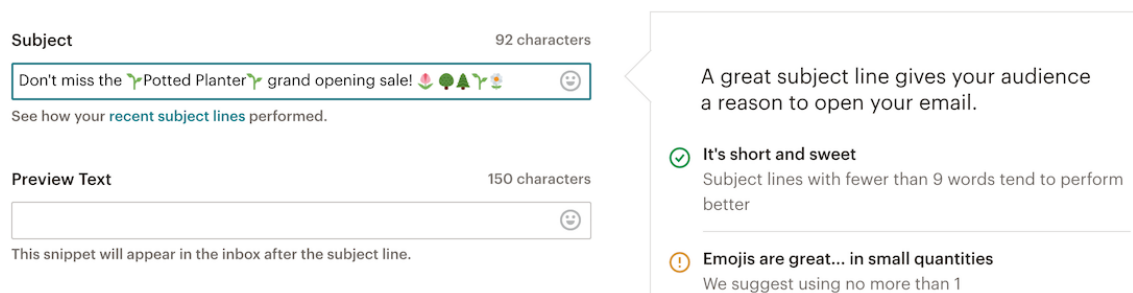 Subject
92 characters
Don't miss the 🌱Potted Planter🌱 grand opening sale! 🌷🌳🌲🌱🌼
See how your recent subject lines performed.
Preview Text
150 characters
This snippet will appear in the inbox after the subject line.
A great subject line gives your audience
a reason to open your email.
It's short and sweet
Subject lines with fewer than 9 words tend to perform
better
Emojis are great... in small quantities
We suggest using no more than 1